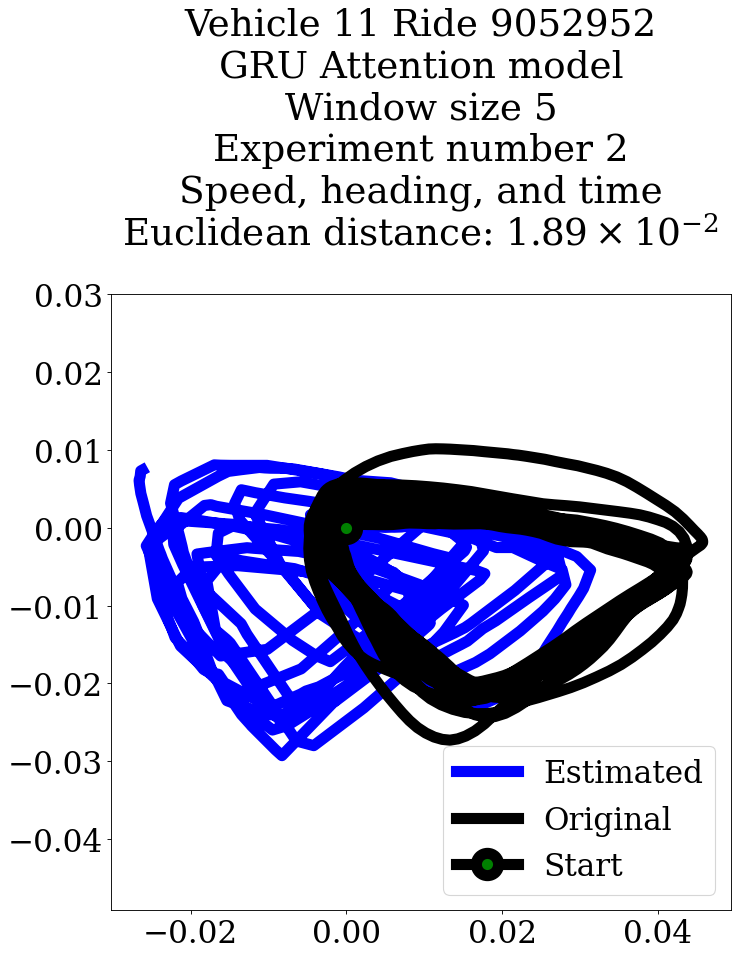 Vehicle 11 Ride 9052952
GRU Attention model
Window size 5
Experiment number 2
Speed, heading, and time
Euclidean distance: 1.89 × 10⁻²
0.03
0.02
0.01
0.00
−0.01
−0.02
−0.03
−0.04
Estimated
Original
Start
−0.02 0.00 0.02 0.04